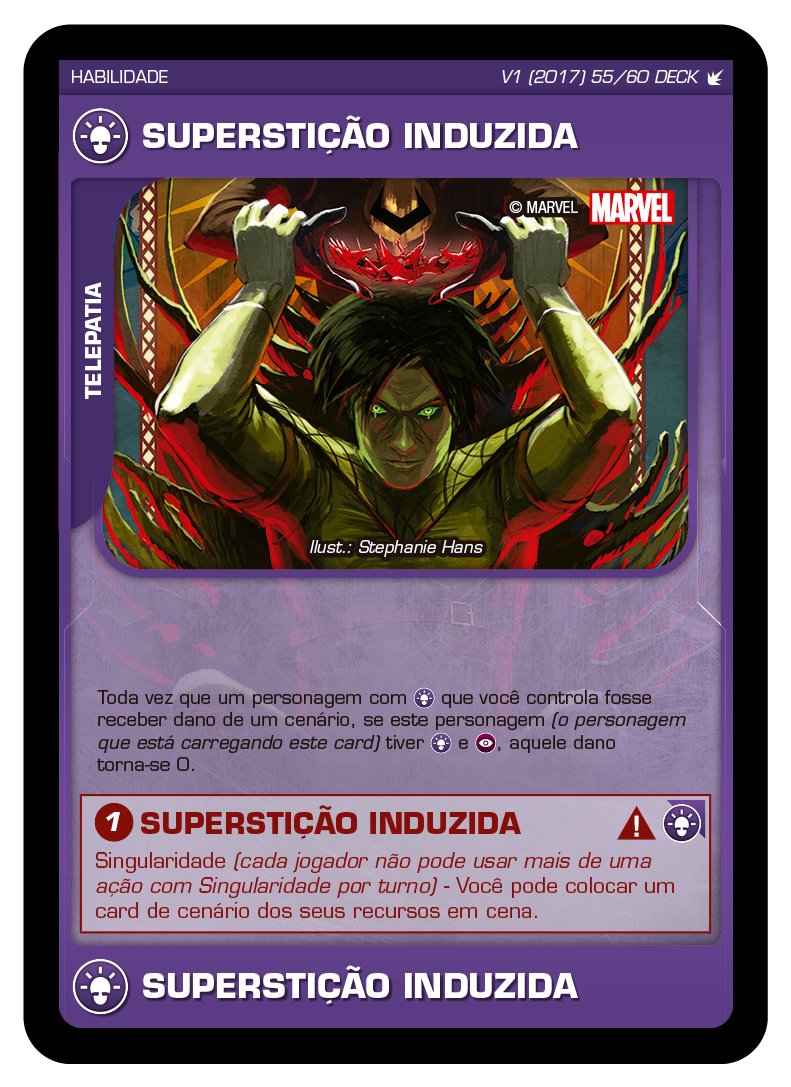 HABILIDADE
V1 (2017) 55/60 DECK
SUPERSTIÇÃO INDUZIDA
© MARVEL MARVEL
TELEPATIA
Ilust.: Stephanie Hans
Toda vez que um personagem com que você controla fosse
receber dano de um cenário, se este personagem (o personagem
que está carregando este card) tiver e , aquele dano
torna-se 0.
1 SUPERSTIÇÃO INDUZIDA !
Singularidade (cada jogador não pode usar mais de uma
ação com Singularidade por turno) - Você pode colocar um
card de cenário dos seus recursos em cena.
SUPERSTIÇÃO INDUZIDA